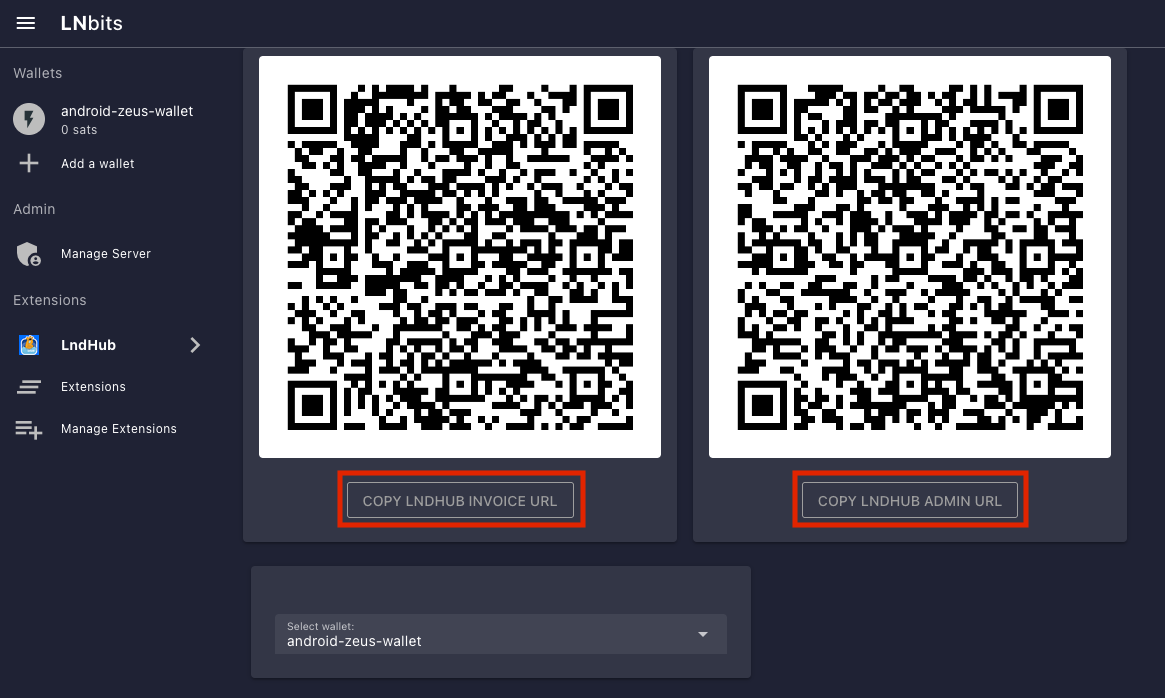 LNbits
Wallets
android-zeus-wallet
0 sats
Add a wallet
Admin
Manage Server
Extensions
LndHub
Extensions
Manage Extensions
COPY LNDHUB INVOICE URL
COPY LNDHUB ADMIN URL
Select wallet:
android-zeus-wallet